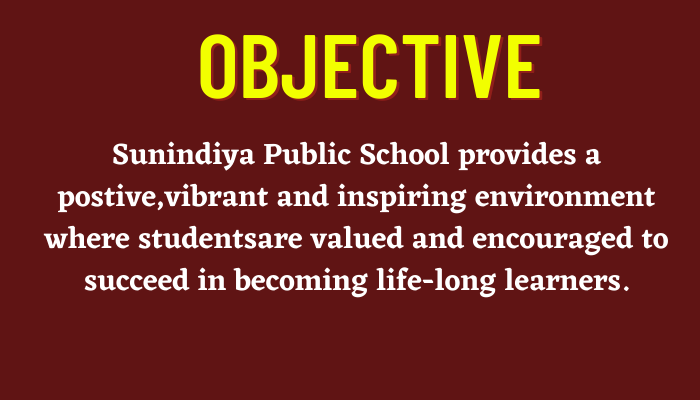 OBJECTIVE
Sunindiya Public School provides a
postive,vibrant and inspiring environment
where studentsare valued and encouraged to
succeed in becoming life-long learners.